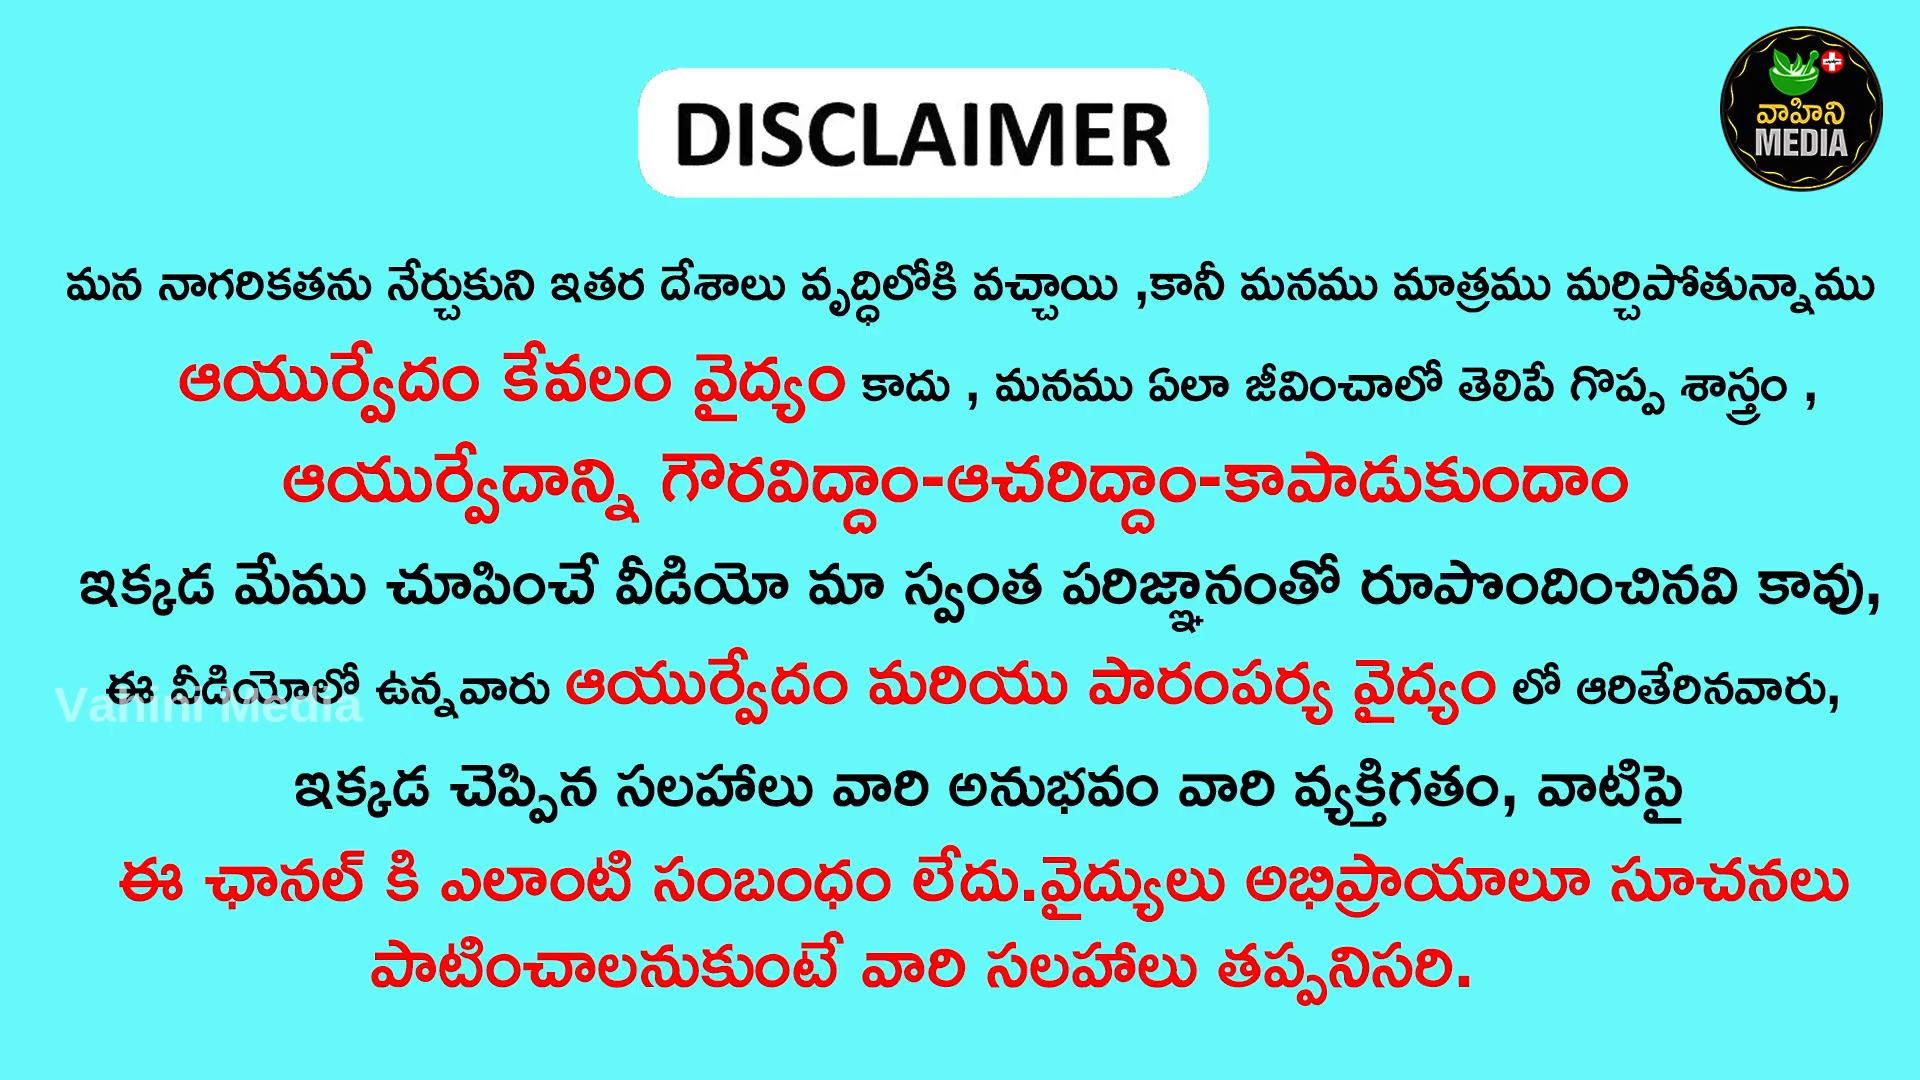 DISCLAIMER
వాహిని
MEDIA
మన నాగరికతను నేర్చుకుని ఇతర దేశాలు వృద్ధిలోకి వచ్చాయి ,కానీ మనము మాత్రము మర్చిపోతున్నాము
ఆయుర్వేదం కేవలం వైద్యం కాదు , మనము ఏలా జీవించాలో తెలిపే గొప్ప శాస్త్రం ,
ఆయుర్వేదాన్ని గౌరవిద్దాం-ఆచరిద్దాం-కాపాడుకుందాం
ఇక్కడ మేము చూపించే వీడియో మా స్వంత పరిజ్ఞానంతో రూపొందించినవి కావు,
ఈ వీడియోలో ఉన్నవారు ఆయుర్వేదం మరియు పారంపర్య వైద్యం లో ఆరితేరినవారు,
Vahini Media
ఇక్కడ చెప్పిన సలహాలు వారి అనుభవం వారి వ్యక్తిగతం, వాటిపై
ఈ ఛానల్ కి ఎలాంటి సంబంధం లేదు.వైద్యులు అభిప్రాయాలూ సూచనలు
పాటించాలనుకుంటే వారి సలహాలు తప్పనిసరి.